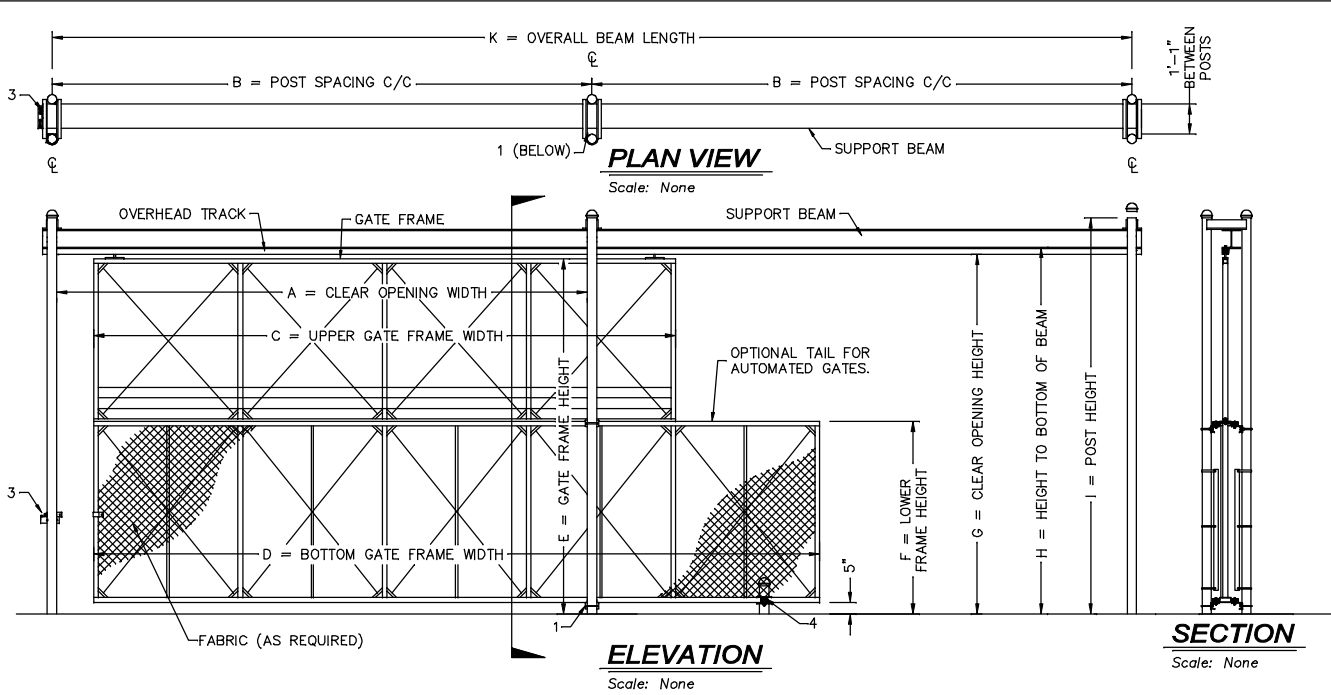 K = OVERALL BEAM LENGTH
℄
B = POST SPACING C/C
B = POST SPACING C/C
1'-1"
BETWEEN
POSTS
3
1 (BELOW)
SUPPORT BEAM
℄
℄
PLAN VIEW
Scale: None
OVERHEAD TRACK
GATE FRAME
SUPPORT BEAM
A = CLEAR OPENING WIDTH
C = UPPER GATE FRAME WIDTH
OPTIONAL TAIL FOR
AUTOMATED GATES.
E = GATE FRAME HEIGHT
F = LOWER
FRAME HEIGHT
G = CLEAR OPENING HEIGHT
H = HEIGHT TO BOTTOM OF BEAM
I = POST HEIGHT
3
D = BOTTOM GATE FRAME WIDTH
5"
1
4
FABRIC (AS REQUIRED)
ELEVATION
Scale: None
SECTION
Scale: None